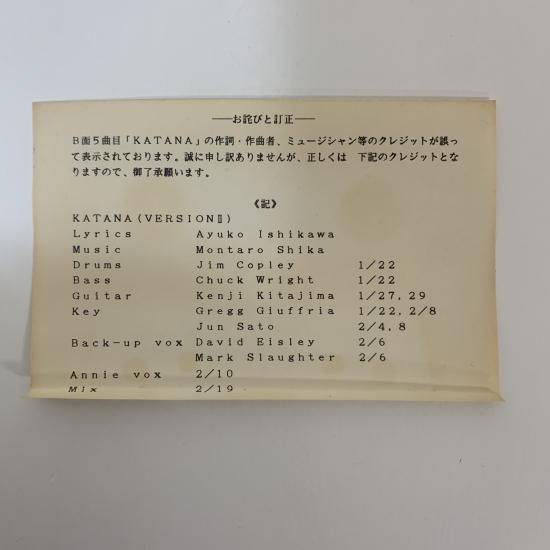 ――お詫びと訂正――
B面5曲目「KATANA」の作詞・作曲者、ミュージシャン等のクレジットが誤っ
て表示されております。誠に申し訳ありませんが、正しくは 下記のクレジットとな
りますので、御了承願います。
《記》
KATANA(VERSIONⅡ)
Lyrics Ayuko Ishikawa
Music Montaro Shika
Drums Jim Copley 1/22
Bass Chuck Wright 1/22
Guitar Kenji Kitajima 1/27, 29
Key Gregg Giuffria 1/22, 2/8
Jun Sato 2/4, 8
Back-up vox David Eisley 2/6
Mark Slaughter 2/6
Annie vox 2/10
Mix 2/19